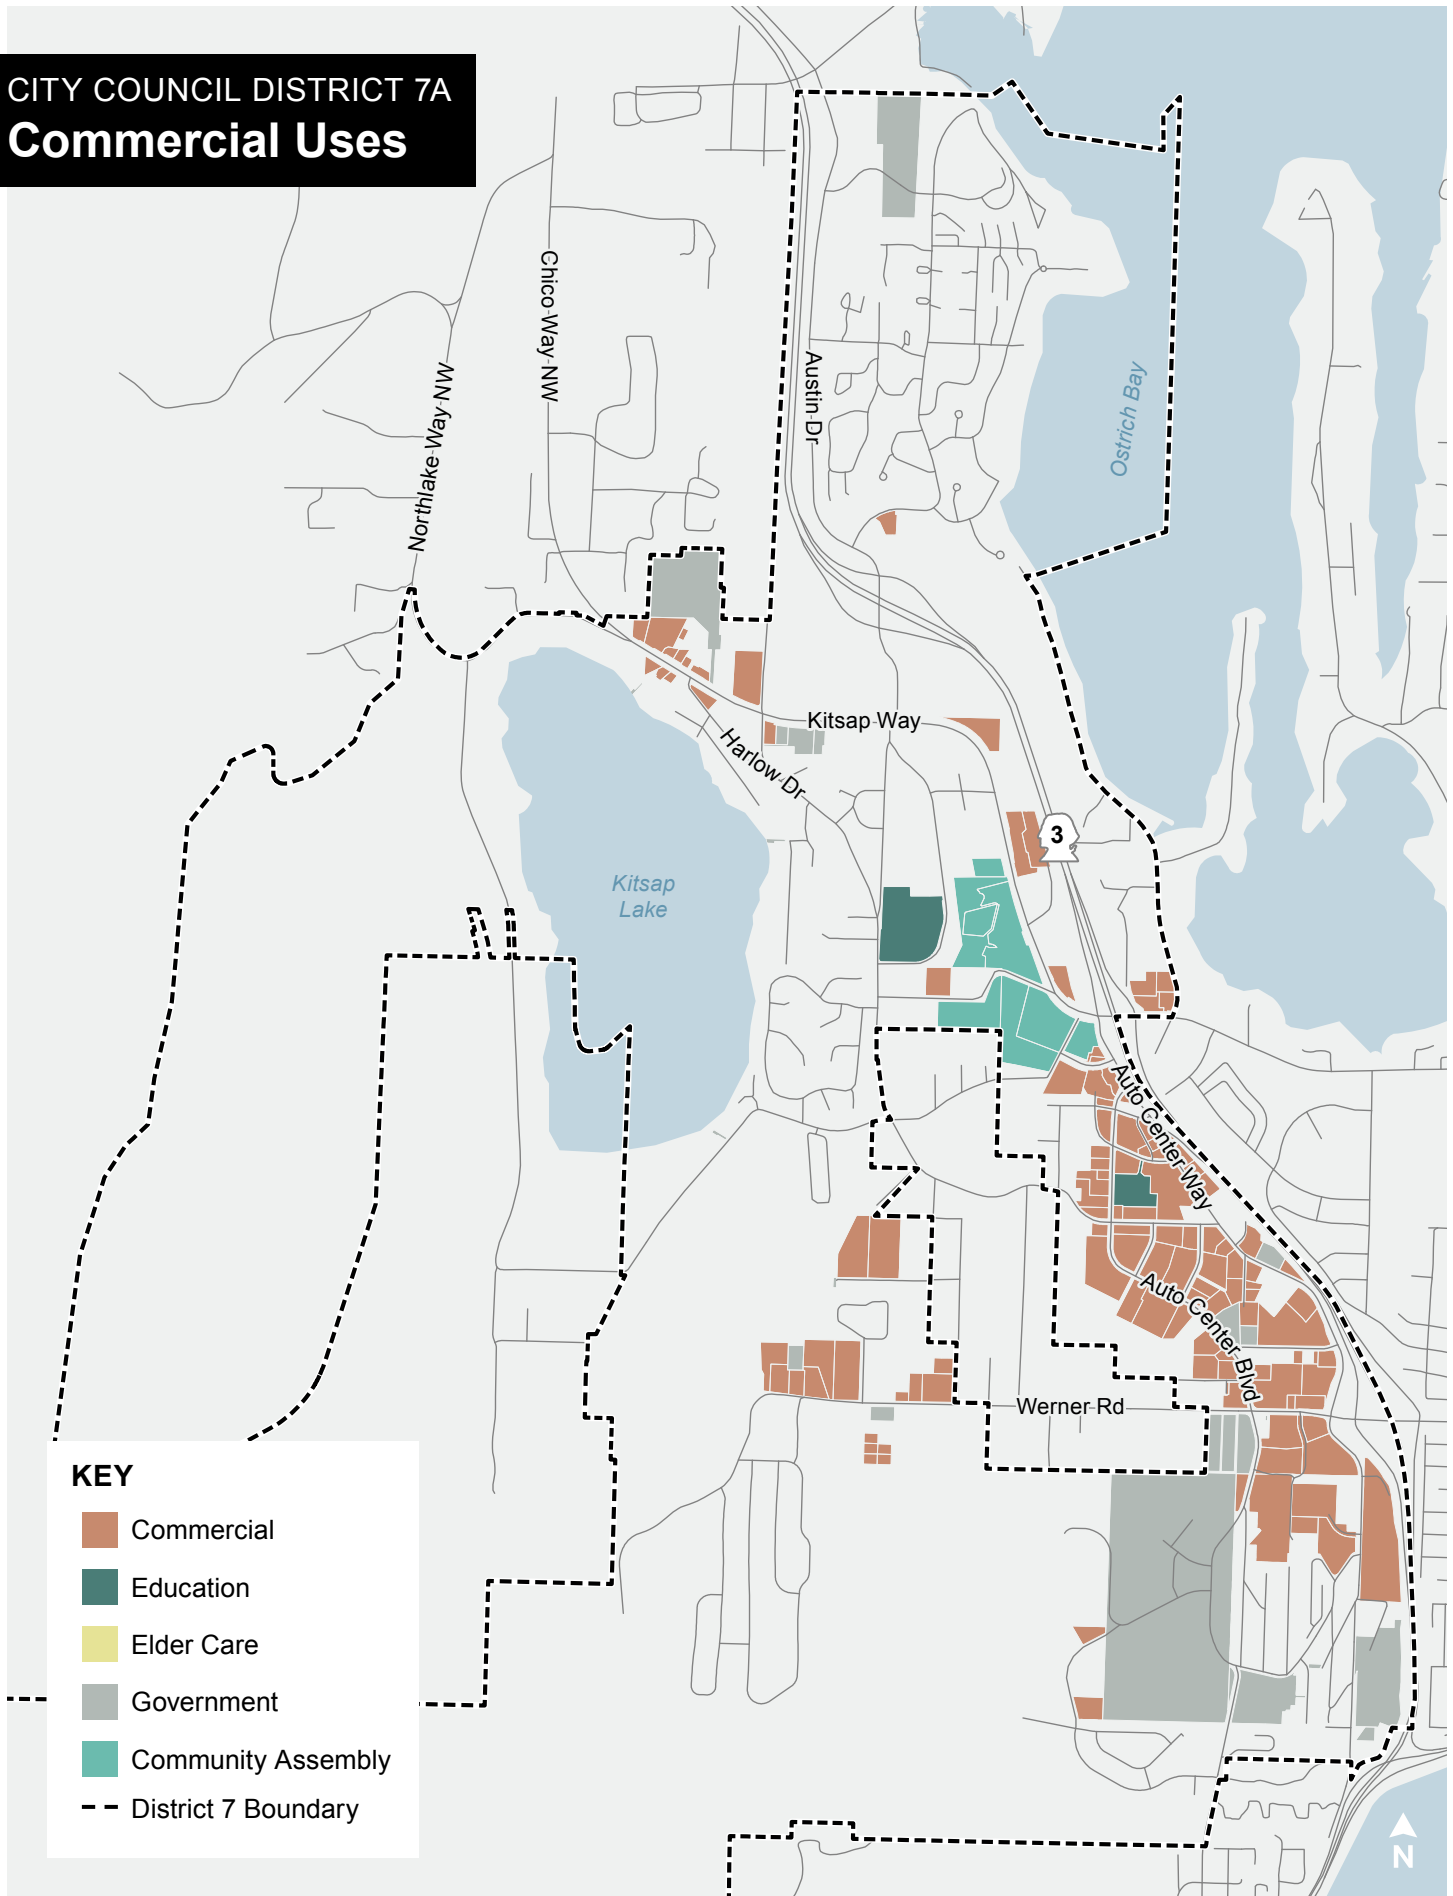 CITY COUNCIL DISTRICT 7A
Commercial Uses
Chico Way NW
Northlake Way NW
Austin Dr
Ostrich Bay
Kitsap Way
Harlow Dr
3
Kitsap
Lake
Auto Center Way
Auto Center Blvd
Werner Rd
KEY
Commercial
Education
Elder Care
Government
Community Assembly
District 7 Boundary
N